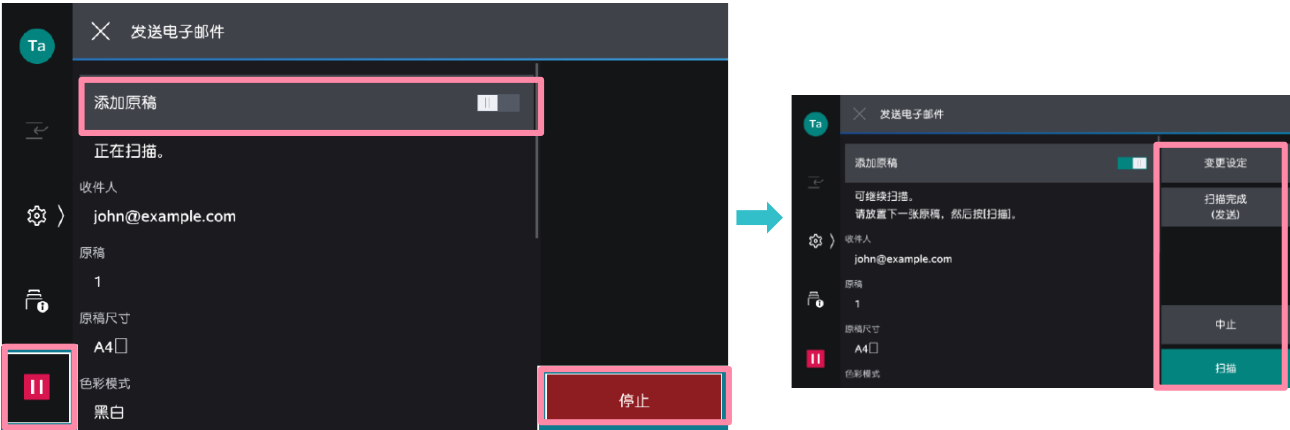 Ta
发送电子邮件
添加原稿
正在扫描。
收件人
john@example.com
原稿
1
原稿尺寸
A4
色彩模式
黑白
停止
Ta
发送电子邮件
添加原稿
可继续扫描。
请放置下一张原稿，然后按[扫描]。
收件人
john@example.com
原稿
1
原稿尺寸
A4
色彩模式
变更设定
扫描完成
(发送)
中止
扫描